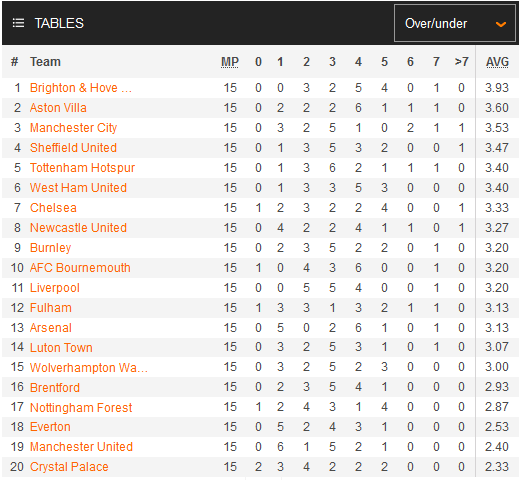 TABLES Over/under
# Team MP 0 1 2 3 4 5 6 7 >7 AVG
1 Brighton & Hove ... 15 0 0 3 2 5 4 0 1 0 3.93
2 Aston Villa 15 0 2 2 2 6 1 1 1 0 3.60
3 Manchester City 15 0 3 2 5 1 0 2 1 1 3.53
4 Sheffield United 15 0 1 3 5 3 2 0 0 1 3.47
5 Tottenham Hotspur 15 0 1 3 6 2 1 1 1 0 3.40
6 West Ham United 15 0 1 3 3 5 3 0 0 0 3.40
7 Chelsea 15 1 2 3 2 2 4 0 0 1 3.33
8 Newcastle United 15 0 4 2 2 4 1 1 0 1 3.27
9 Burnley 15 0 2 3 5 2 2 0 1 0 3.20
10 AFC Bournemouth 15 1 0 4 3 6 0 0 1 0 3.20
11 Liverpool 15 0 0 5 5 4 0 0 1 0 3.20
12 Fulham 15 1 3 3 1 3 2 1 1 0 3.13
13 Arsenal 15 0 5 0 2 6 1 0 1 0 3.13
14 Luton Town 15 0 3 2 5 3 1 0 1 0 3.07
15 Wolverhampton Wa... 15 0 3 2 5 2 3 0 0 0 3.00
16 Brentford 15 0 2 3 5 4 1 0 0 0 2.93
17 Nottingham Forest 15 1 2 4 3 1 4 0 0 0 2.87
18 Everton 15 0 5 2 4 3 1 0 0 0 2.53
19 Manchester United 15 0 6 1 5 2 1 0 0 0 2.40
20 Crystal Palace 15 2 3 4 2 2 2 0 0 0 2.33